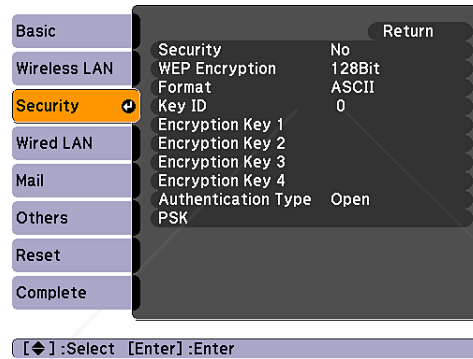 Basic
Wireless LAN
Security
Wired LAN
Mail
Others
Reset
Complete
Return
Security No
WEP Encryption 128Bit
Format ASCII
Key ID 0
Encryption Key 1
Encryption Key 2
Encryption Key 3
Encryption Key 4
Authentication Type Open
PSK
[◆] :Select [Enter] :Enter